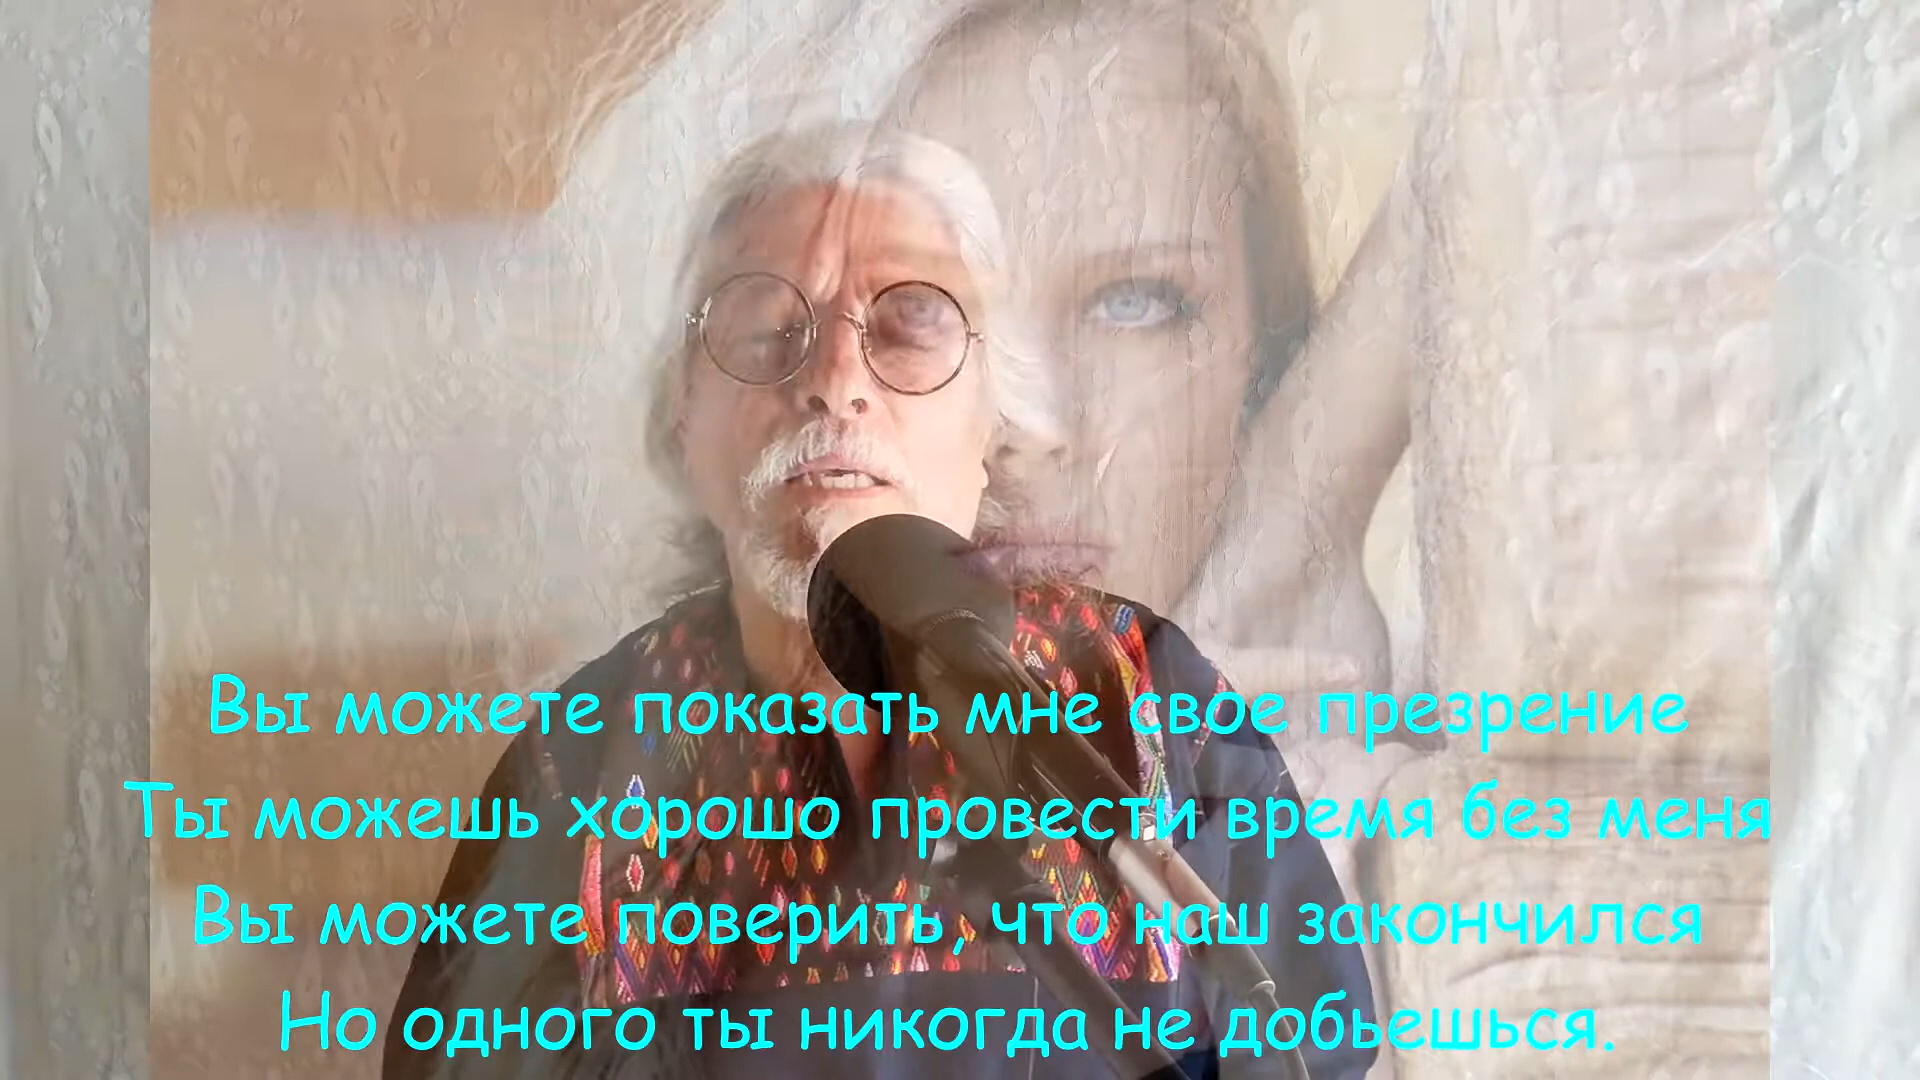 Вы можете показать мне свое презрение
Ты можешь хорошо провести время без меня
Вы можете поверить, что наш закончился
Но одного ты никогда не добьешься.